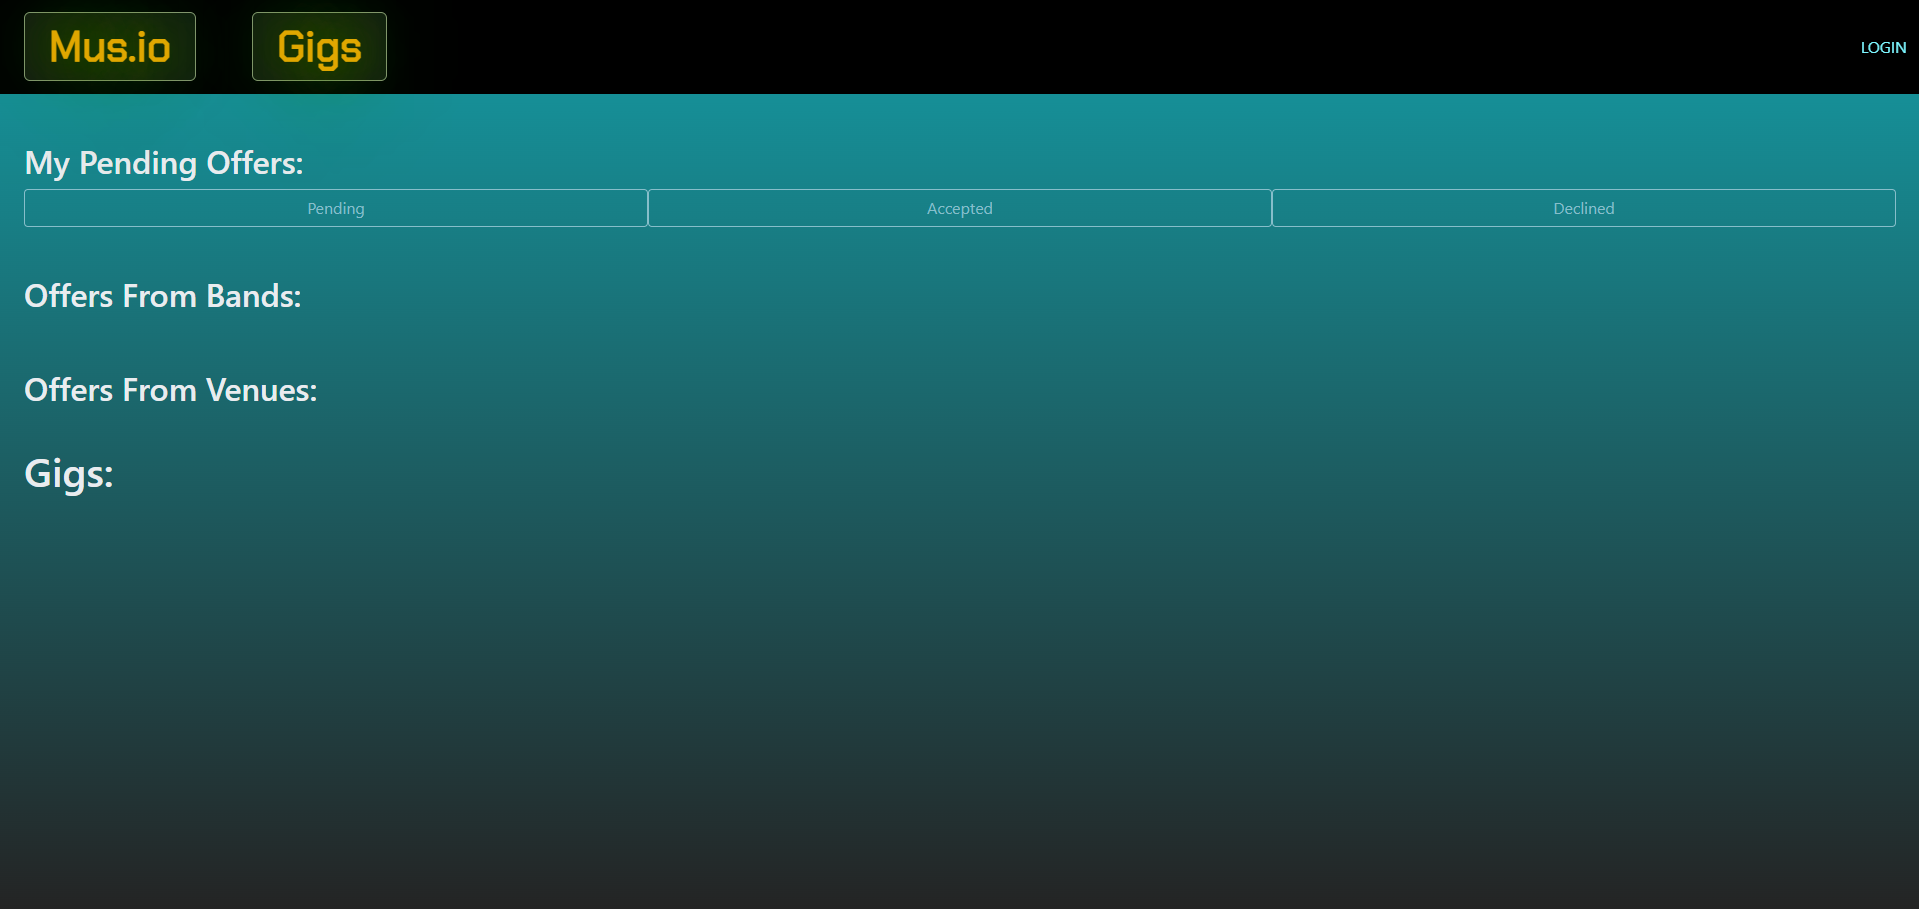 Mus.io Gigs LOGIN
My Pending Offers:
Pending Accepted Declined
Offers From Bands:
Offers From Venues:
Gigs: